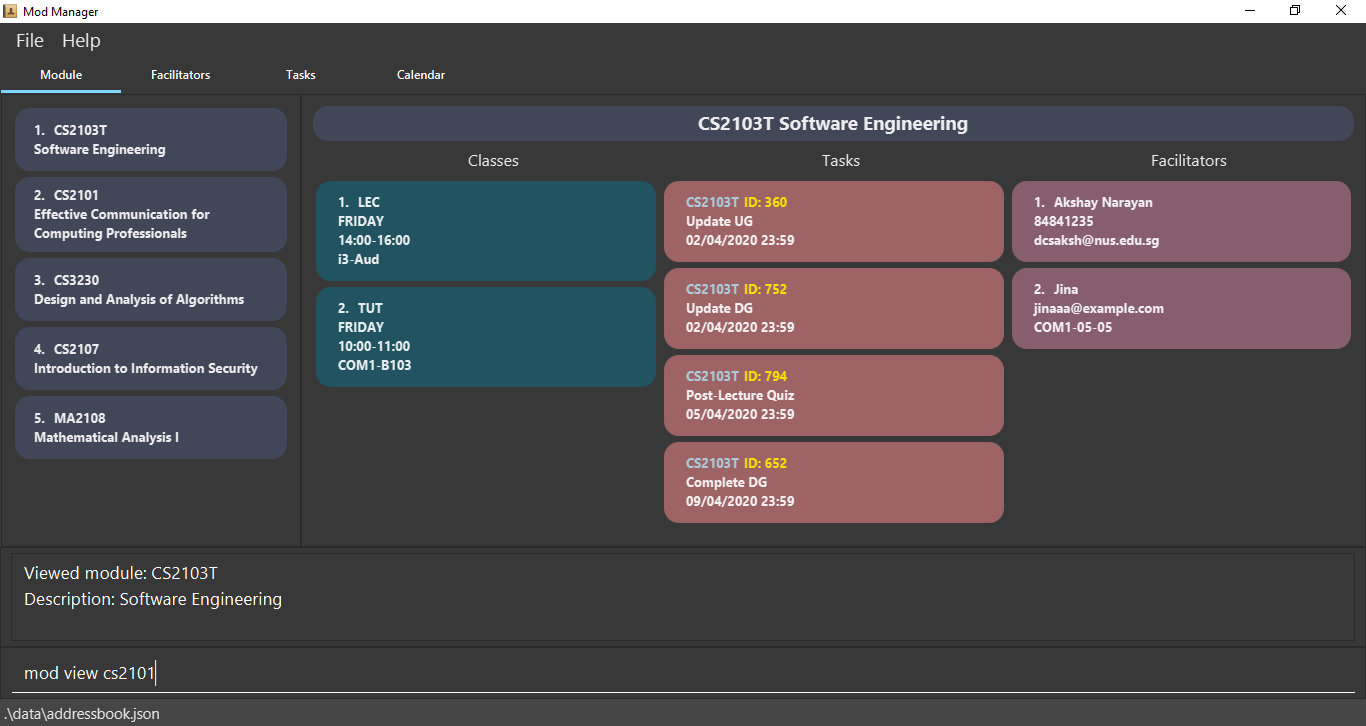 Mod Manager
File Help
Module Facilitators Tasks Calendar
1. CS2103T
Software Engineering
2. CS2101
Effective Communication for
Computing Professionals
3. CS3230
Design and Analysis of Algorithms
4. CS2107
Introduction to Information Security
5. MA2108
Mathematical Analysis I
CS2103T Software Engineering
Classes
1. LEC
FRIDAY
14:00-16:00
i3-Aud
2. TUT
FRIDAY
10:00-11:00
COM1-B103
Tasks
CS2103T ID: 360
Update UG
02/04/2020 23:59
CS2103T ID: 752
Update DG
02/04/2020 23:59
CS2103T ID: 794
Post-Lecture Quiz
05/04/2020 23:59
CS2103T ID: 652
Complete DG
09/04/2020 23:59
Facilitators
1. Akshay Narayan
84841235
dcsaksh@nus.edu.sg
2. Jina
jinaaa@example.com
COM1-05-05
Viewed module: CS2103T
Description: Software Engineering
mod view cs2101
.\data\addressbook.json